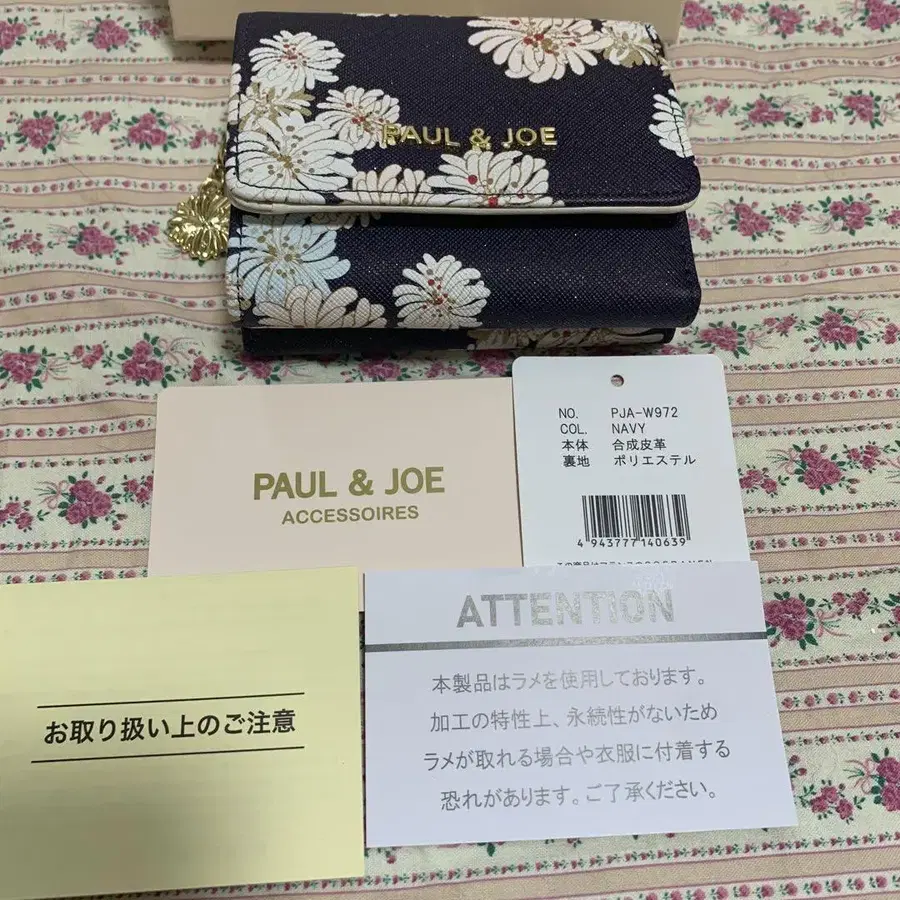 PAUL & JOE
NO. PJA-W972
COL. NAVY
本体 合成皮革
裏地 ポリエステル
4 943777 140639
PAUL & JOE
ACCESSOIRES
ATTENTION
本製品はラメを使用しております。
加工の特性上、永続性がないため
ラメが取れる場合や衣服に付着する
恐れがあります。ご了承ください。
お取り扱い上のご注意